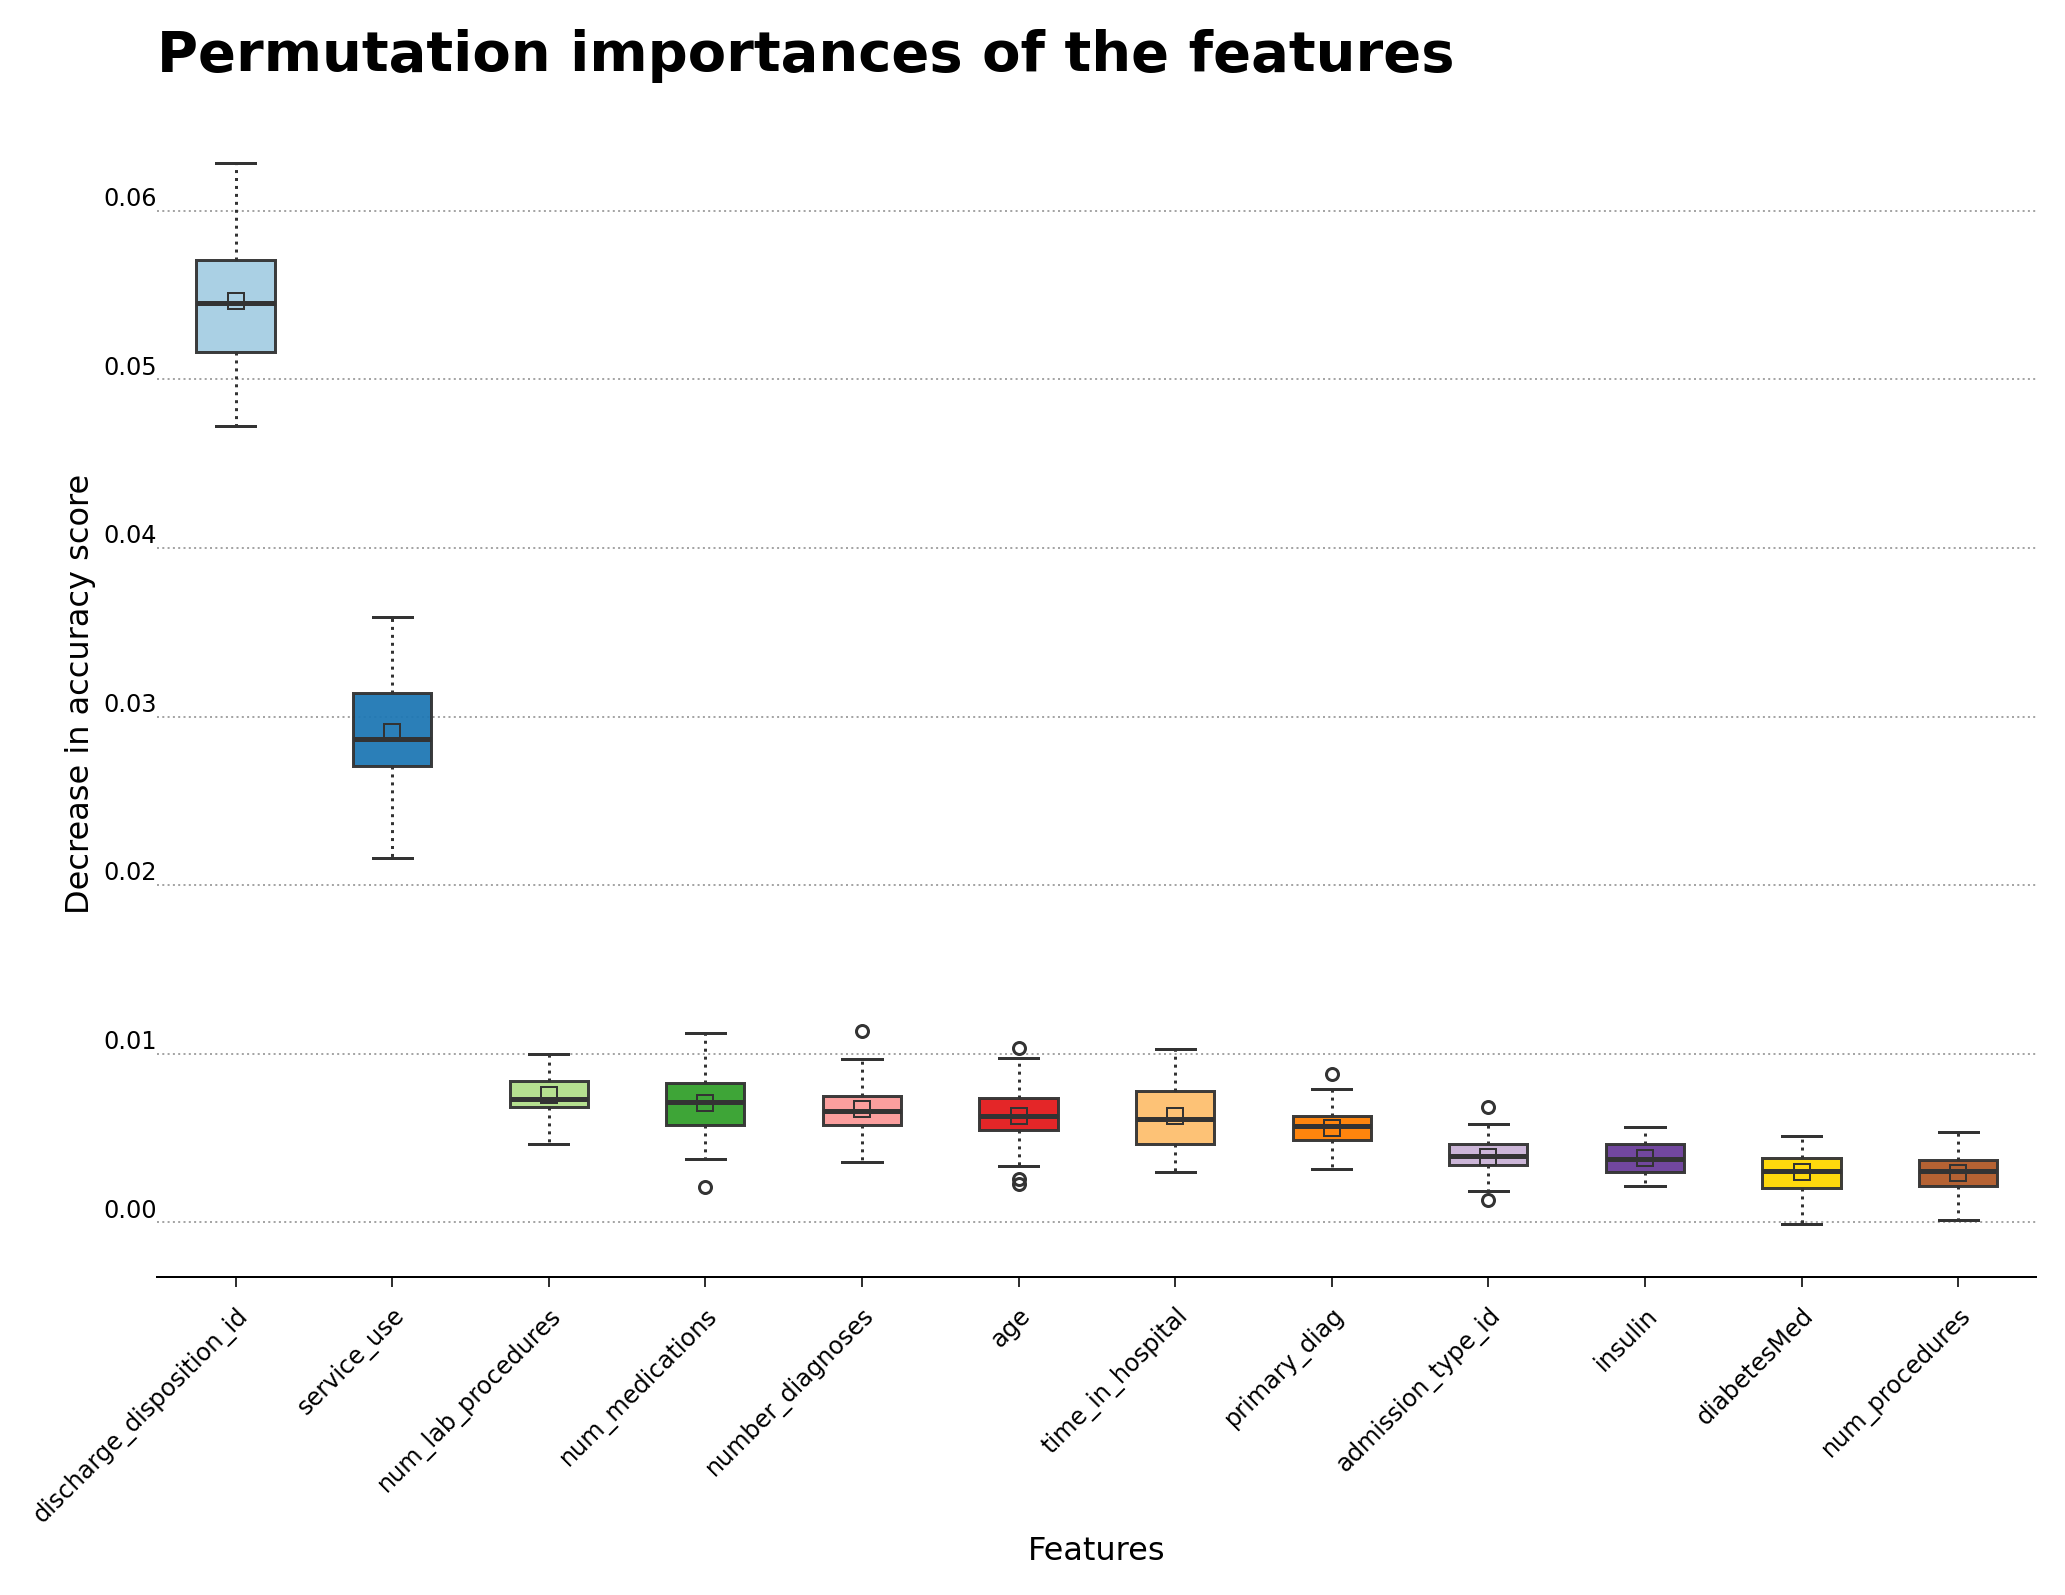 Permutation importances of the features
Decrease in accuracy score
0.06
0.05
0.04
0.03
0.02
0.01
0.00
discharge_disposition_id
service_use
num_lab_procedures
num_medications
number_diagnoses
age
time_in_hospital
primary_diag
admission_type_id
insulin
diabetesMed
num_procedures
Features